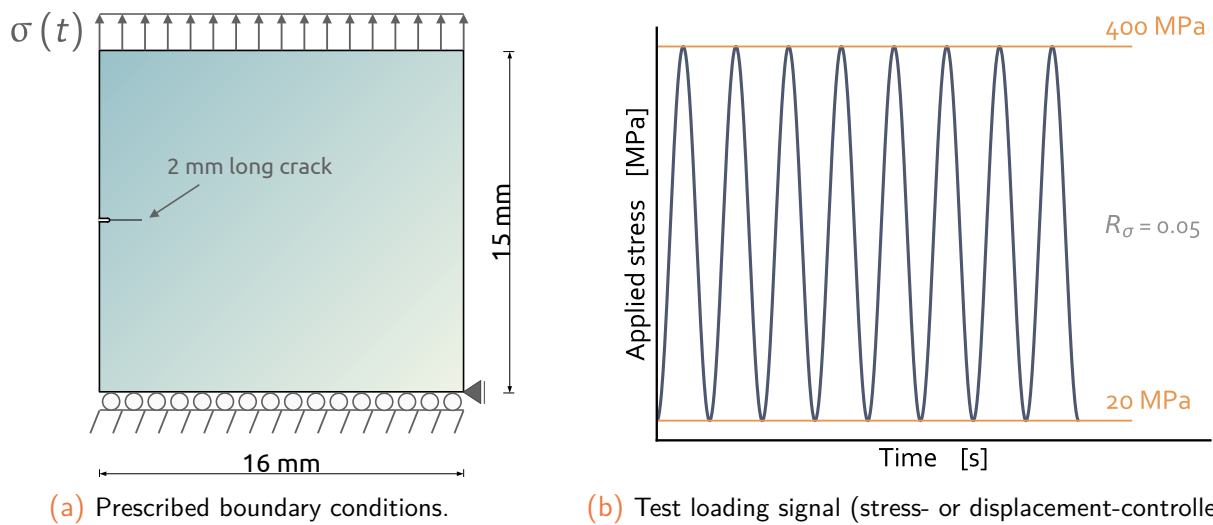 σ(t)
2 mm long crack
15 mm
16 mm
(a) Prescribed boundary conditions.
400 MPa
Applied stress [MPa]
Rσ = 0.05
20 MPa
Time [s]
(b) Test loading signal (stress- or displacement-controlle